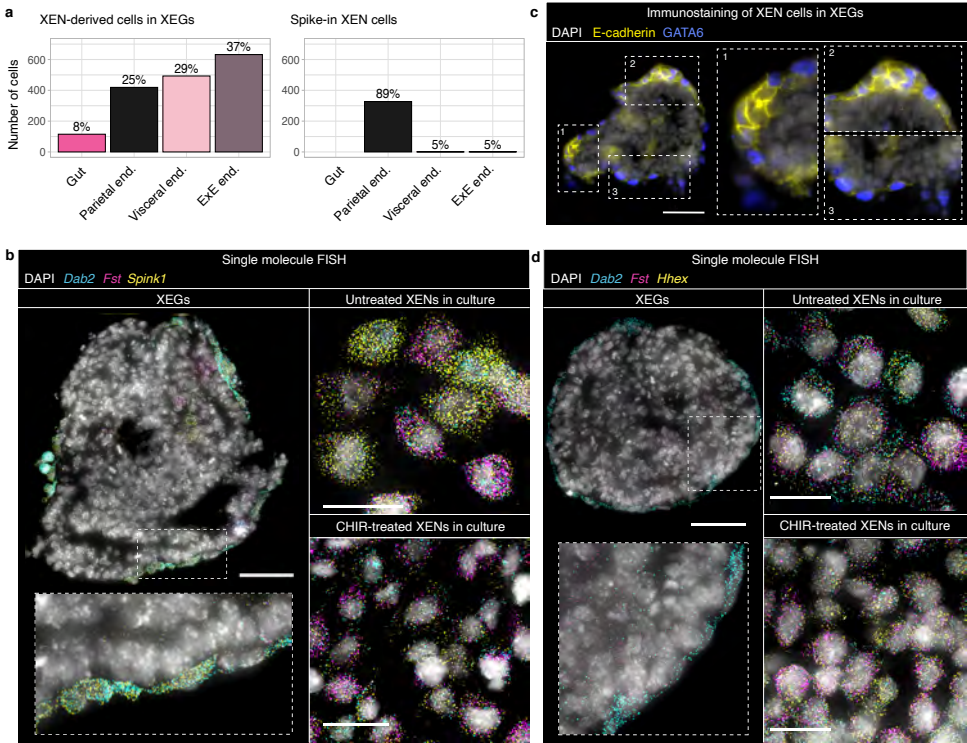 a
XEN-derived cells in XEGs
Spike-in XEN cells
Number of cells
600
400
200
0
8%
25%
29%
37%
Gut
Parietal end.
Visceral end.
ExE end.
600
400
200
0
89%
5%
5%
Gut
Parietal end.
Visceral end.
ExE end.
c
Immunostaining of XEN cells in XEGs
DAPI E-cadherin GATA6
1
2
3
1
2
3
b
Single molecule FISH
DAPI Dab2 Fst Spink1
XEGs
Untreated XENs in culture
CHIR-treated XENs in culture
d
Single molecule FISH
DAPI Dab2 Fst Hhex
XEGs
Untreated XENs in culture
CHIR-treated XENs in culture